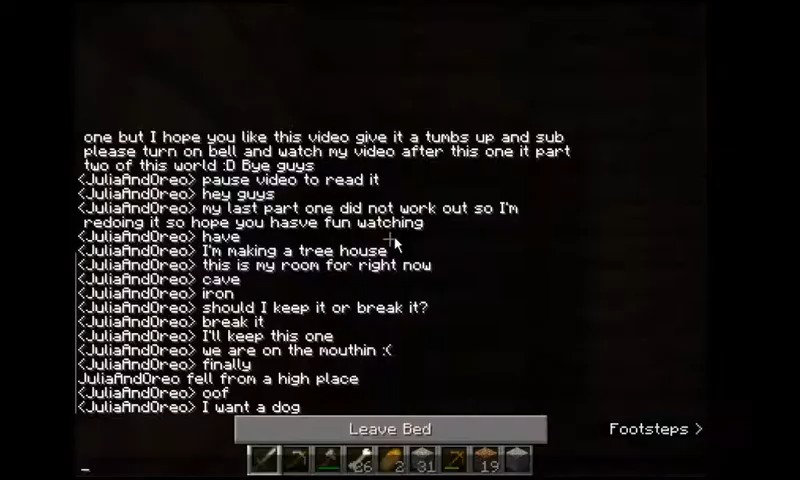 one but I hope you like this video give it a tumbs up and sub
please turn on bell and watch my video after this one it part
two of this world :D Bye guys
<JuliaAndOreo> pause video to read it
<JuliaAndOreo> hey guys
<JuliaAndOreo> my last part one did not work out so I'm
redoing it so hope you hasve fun watching
<JuliaAndOreo> have
<JuliaAndOreo> I'm making a tree house
<JuliaAndOreo> this is my room for right now
<JuliaAndOreo> cave
<JuliaAndOreo> iron
<JuliaAndOreo> should I keep it or break it?
<JuliaAndOreo> break it
<JuliaAndOreo> I'll keep this one
<JuliaAndOreo> we are on the mouthin :(
<JuliaAndOreo> finally
JuliaAndOreo fell from a high place
<JuliaAndOreo> oof
<JuliaAndOreo> I want a dog
Leave Bed
Footsteps >
26 2 31 19